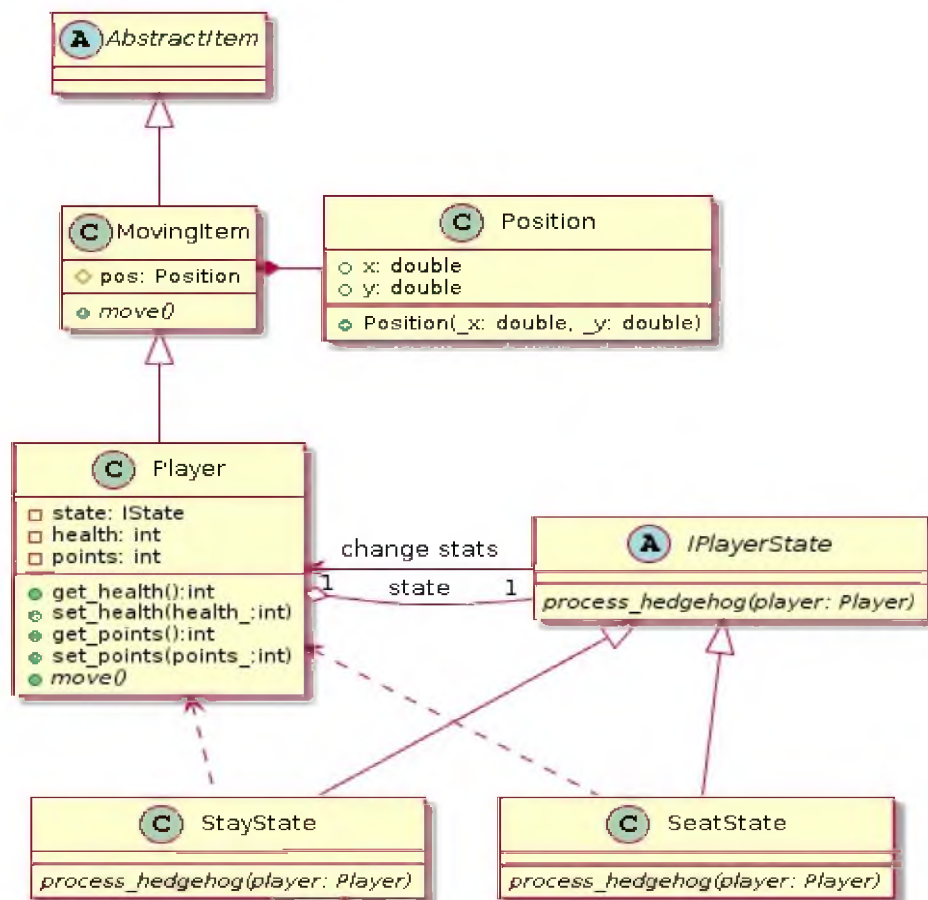 A AbstractItem
C MovingItem
pos: Position
move()
C Position
x: double
y: double
Position(_x: double, _y: double)
C Player
state: IState
health: int
points: int
get_health():int
set_health(health_:int)
get_points():int
set_points(points_:int)
move()
change stats
1 state 1
A IPlayerState
process_hedgehog(player: Player)
C StayState
process_hedgehog(player: Player)
C SeatState
process_hedgehog(player: Player)